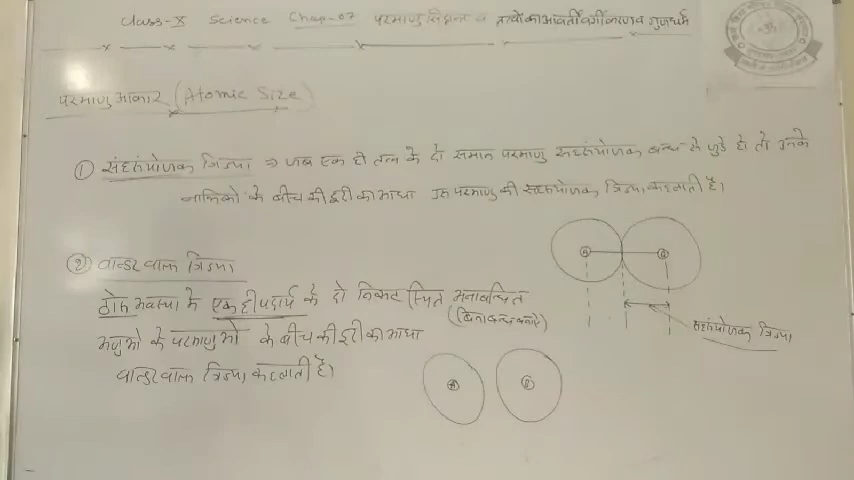 Class-X Science Chap-07 परमाणु सिद्धान्त व तत्वों का आवर्ती वर्गीकरण व गुणधर्म
परमाणु आकार (Atomic Size)
① सहसंयोजक त्रिज्या ⇒ जब एक ही तत्व के दो समान परमाणु सहसंयोजक बन्ध से जुड़े हो तो उनके
नाभिकों के बीच की दूरी का आधा उस परमाणु की सहसंयोजक त्रिज्या कहलाती है।
② वान्डरवाल त्रिज्या
ठोस अवस्था मे एक ही पदार्थ के दो निकट स्थित अनाबन्धित
(बिना बन्ध बनाऐ)
अणुओ के परमाणुओ के बीच की दूरी का आधा
वान्डरवाल त्रिज्या कहलाती है।
सहसंयोजक त्रिज्या
A